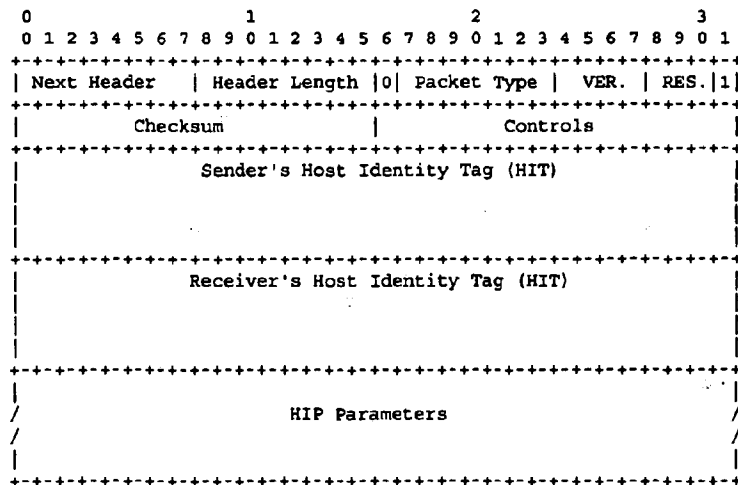 0                   1                   2                   3
0 1 2 3 4 5 6 7 8 9 0 1 2 3 4 5 6 7 8 9 0 1 2 3 4 5 6 7 8 9 0 1
+-+-+-+-+-+-+-+-+-+-+-+-+-+-+-+-+-+-+-+-+-+-+-+-+-+-+-+-+-+-+-+-+
| Next Header | Header Length |0| Packet Type | VER. | RES.|1|
+-+-+-+-+-+-+-+-+-+-+-+-+-+-+-+-+-+-+-+-+-+-+-+-+-+-+-+-+-+-+-+-+
| Checksum | Controls |
+-+-+-+-+-+-+-+-+-+-+-+-+-+-+-+-+-+-+-+-+-+-+-+-+-+-+-+-+-+-+-+-+
| Sender's Host Identity Tag (HIT) |
+-+-+-+-+-+-+-+-+-+-+-+-+-+-+-+-+-+-+-+-+-+-+-+-+-+-+-+-+-+-+-+-+
| Receiver's Host Identity Tag (HIT) |
+-+-+-+-+-+-+-+-+-+-+-+-+-+-+-+-+-+-+-+-+-+-+-+-+-+-+-+-+-+-+-+-+
/ HIP Parameters /
/ /
+-+-+-+-+-+-+-+-+-+-+-+-+-+-+-+-+-+-+-+-+-+-+-+-+-+-+-+-+-+-+-+-+